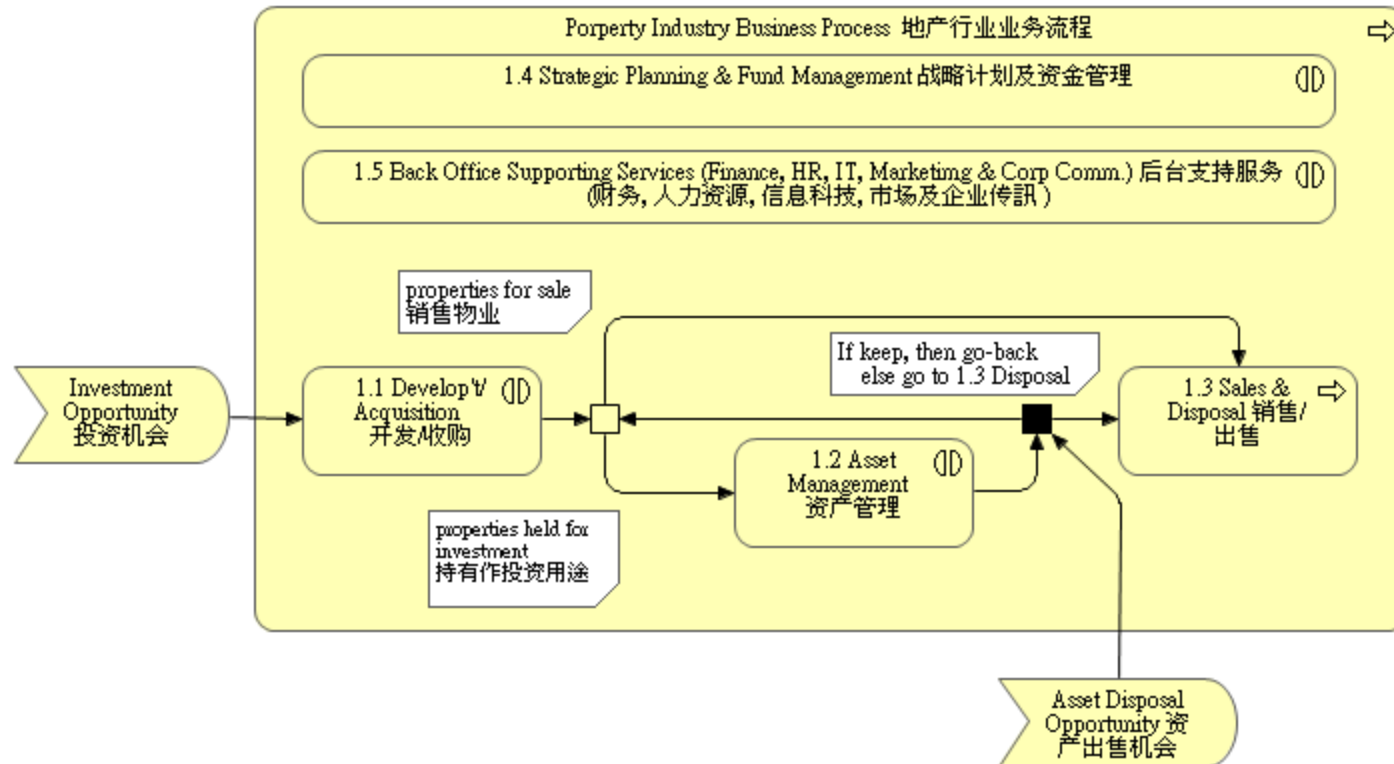 Porperty Industry Business Process 地产行业业务流程
1.4 Strategic Planning & Fund Management 战略计划及资金管理
1.5 Back Office Supporting Services (Finance, HR, IT, Marketimg & Corp Comm.) 后台支持服务
(财务, 人力资源, 信息科技, 市场及企业传訊 )
properties for sale
销售物业
If keep, then go-back
else go to 1.3 Disposal
Investment
Opportunity
投资机会
1.1 Develop't/
Acquisition
开发/收购
1.3 Sales &
Disposal 销售/
出售
1.2 Asset
Management
资产管理
properties held for
investment
持有作投资用途
Asset Disposal
Opportunity 资
产出售机会